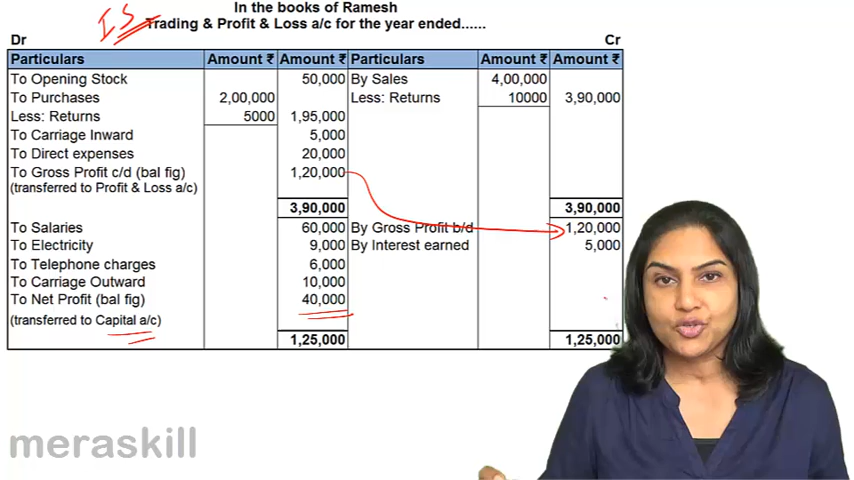 In the books of Ramesh
IS
Trading & Profit & Loss a/c for the year ended......
Dr Cr
Particulars Amount ₹ Amount ₹ Particulars Amount ₹ Amount ₹
To Opening Stock 50,000 By Sales 4,00,000
To Purchases 2,00,000 Less: Returns 10000 3,90,000
Less: Returns 5000 1,95,000
To Carriage Inward 5,000
To Direct expenses 20,000
To Gross Profit c/d (bal fig) 1,20,000
(transferred to Profit & Loss a/c)
3,90,000 3,90,000
To Salaries 60,000 By Gross Profit b/d 1,20,000
To Electricity 9,000 By Interest earned 5,000
To Telephone charges 6,000
To Carriage Outward 10,000
To Net Profit (bal fig) 40,000
(transferred to Capital a/c)
1,25,000 1,25,000
meraskill